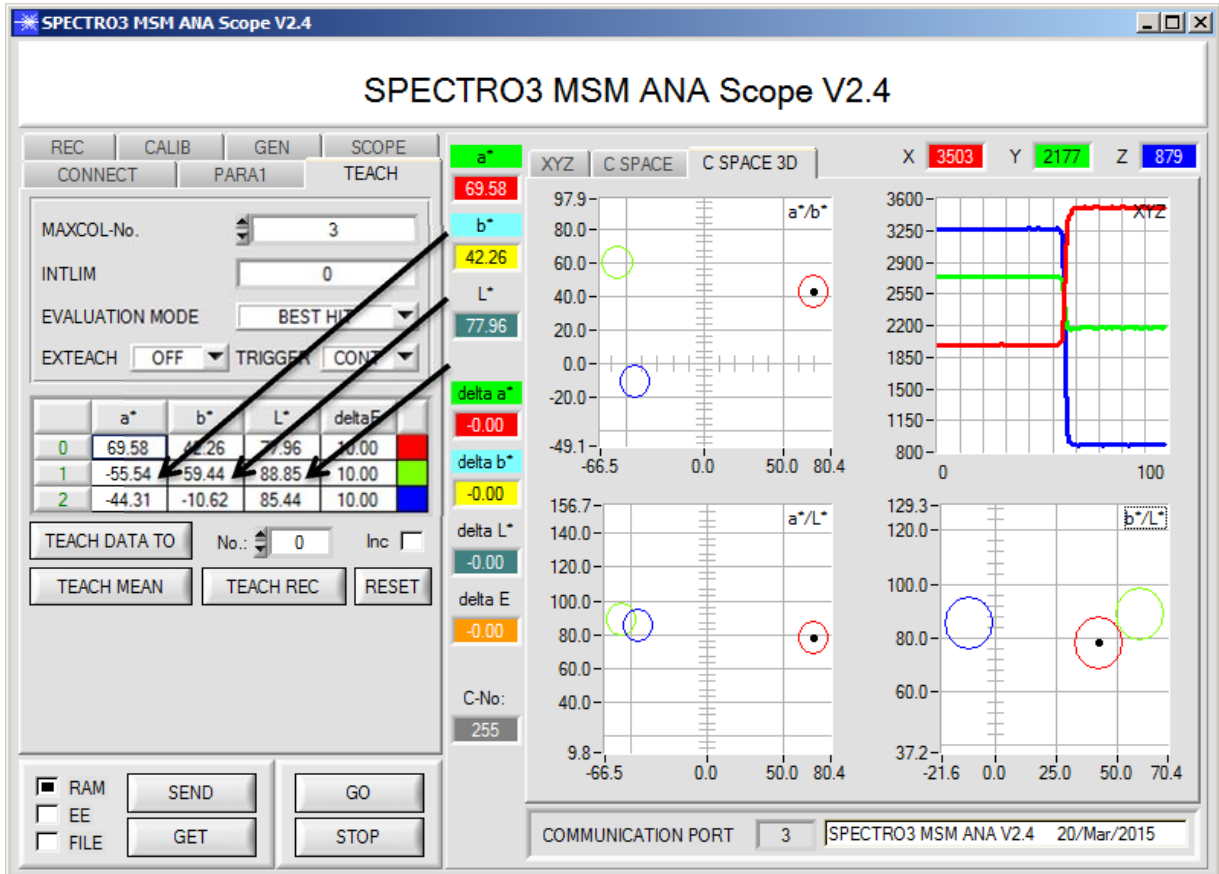 SPECTRO3 MSM ANA Scope V2.4
SPECTRO3 MSM ANA Scope V2.4
REC CALIB GEN SCOPE
CONNECT PARA1 TEACH
MAXCOL-No. 3
INTLIM 0
EVALUATION MODE BEST HIT
EXTEACH OFF TRIGGER CONT
a* b* L* deltaE
0 69.58 42.26 77.96 10.00
1 -55.54 59.44 88.85 10.00
2 -44.31 -10.62 85.44 10.00
TEACH DATA TO No.: 0 Inc
TEACH MEAN TEACH REC RESET
RAM
EE
FILE
SEND
GET
GO
STOP
a*
69.58
b*
42.26
L*
77.96
delta a*
-0.00
delta b*
-0.00
delta L*
-0.00
delta E
-0.00
C-No:
255
XYZ C SPACE C SPACE 3D
X 3503 Y 2177 Z 879
a*/b*
97.9
80.0
60.0
40.0
20.0
0.0
-20.0
-49.1
-66.5 0.0 50.0 80.4
XYZ
3600
3250
2900
2550
2200
1850
1500
1150
800
0 100
a*/L*
156.7
140.0
120.0
100.0
80.0
60.0
40.0
9.8
-66.5 0.0 50.0 80.4
b*/L*
129.3
120.0
100.0
80.0
60.0
37.2
-21.6 0.0 25.0 50.0 70.4
COMMUNICATION PORT 3 SPECTRO3 MSM ANA V2.4 20/Mar/2015